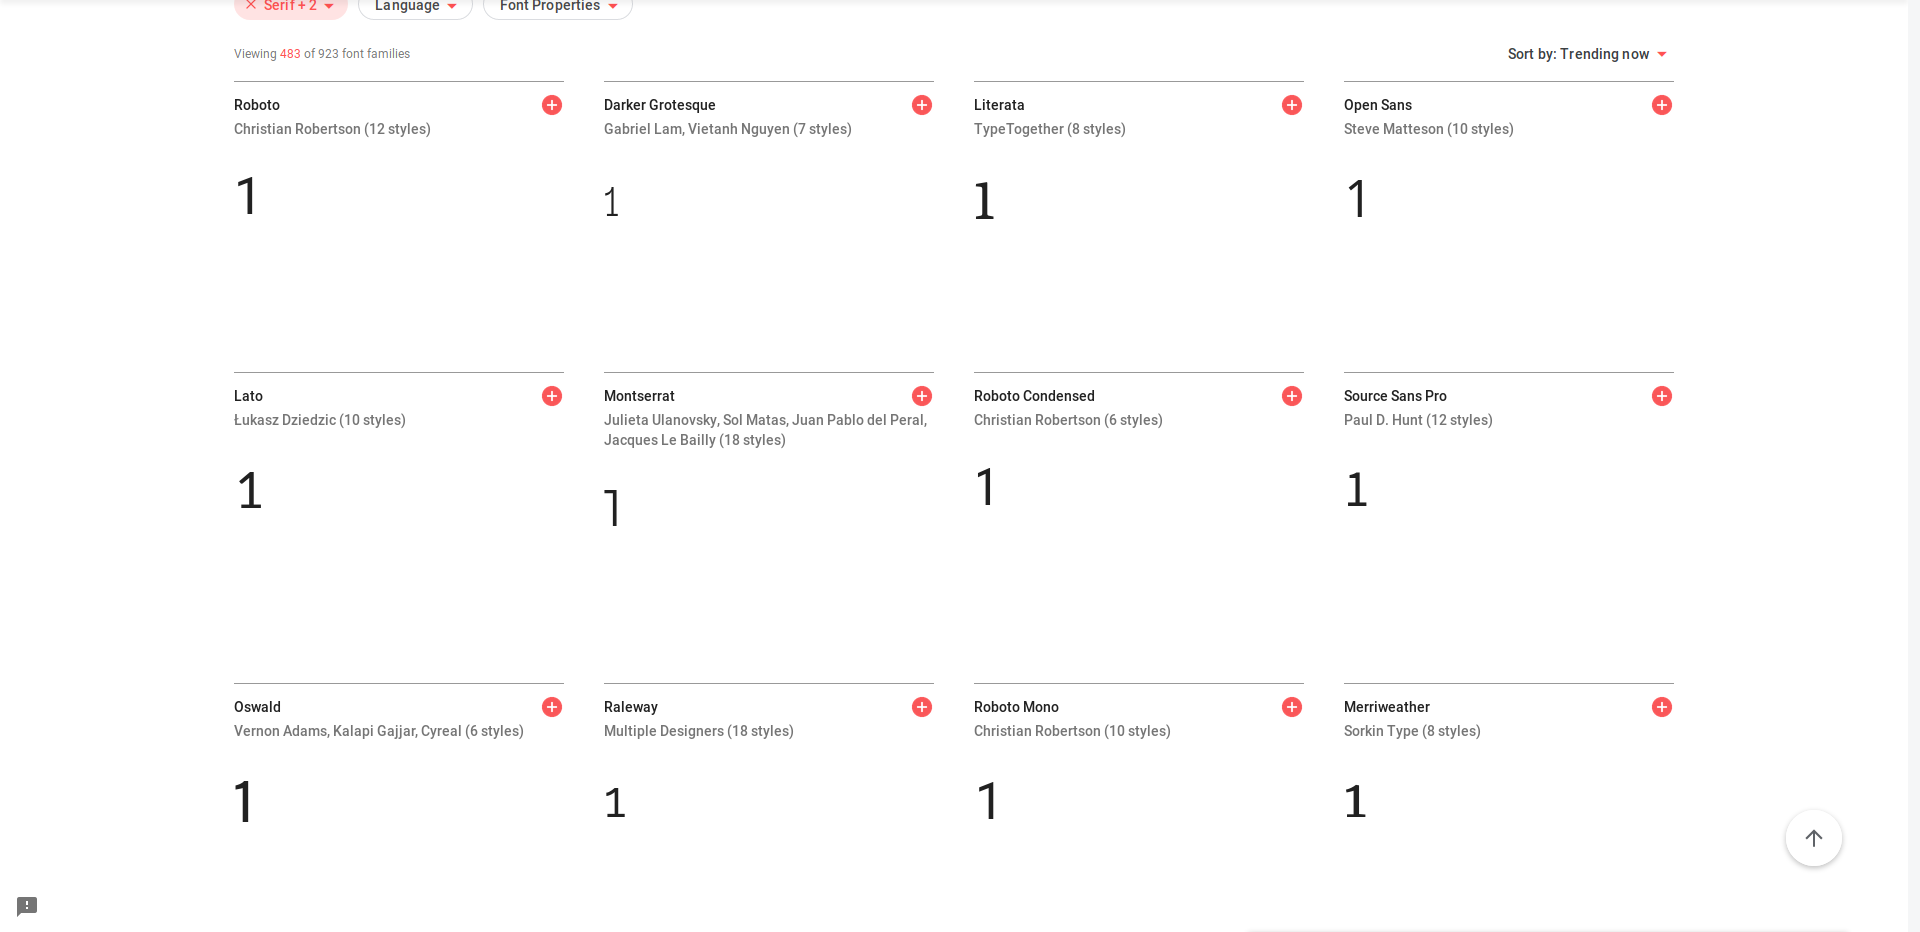 Serif + 2 Language Font Properties
Viewing 483 of 923 font families Sort by: Trending now
Roboto
Christian Robertson (12 styles)
1
Darker Grotesque
Gabriel Lam, Vietanh Nguyen (7 styles)
1
Literata
TypeTogether (8 styles)
1
Open Sans
Steve Matteson (10 styles)
1
Lato
Łukasz Dziedzic (10 styles)
1
Montserrat
Julieta Ulanovsky, Sol Matas, Juan Pablo del Peral,
Jacques Le Bailly (18 styles)
1
Roboto Condensed
Christian Robertson (6 styles)
1
Source Sans Pro
Paul D. Hunt (12 styles)
1
Oswald
Vernon Adams, Kalapi Gajjar, Cyreal (6 styles)
1
Raleway
Multiple Designers (18 styles)
1
Roboto Mono
Christian Robertson (10 styles)
1
Merriweather
Sorkin Type (8 styles)
1